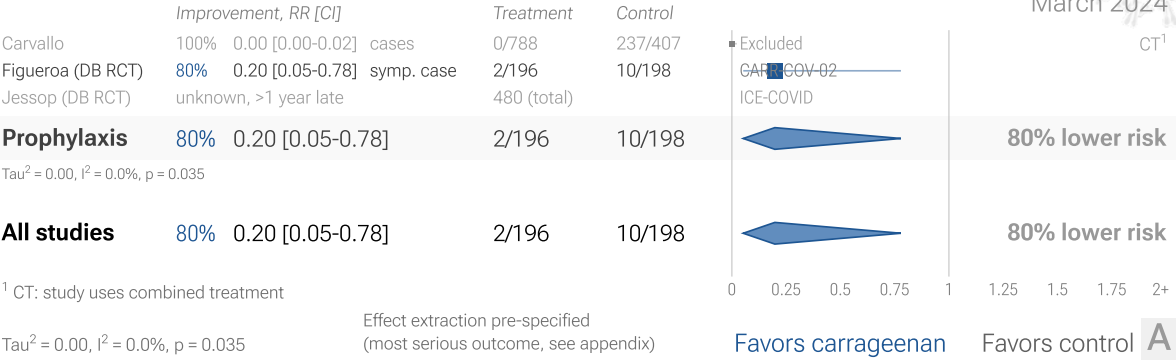 March 2024
Improvement, RR [CI] Treatment Control
Carvallo 100% 0.00 [0.00-0.02] cases 0/788 237/407 Excluded CT¹
Figueroa (DB RCT) 80% 0.20 [0.05-0.78] symp. case 2/196 10/198 CARR-COV-02
Jessop (DB RCT) unknown, >1 year late 480 (total) ICE-COVID
Prophylaxis 80% 0.20 [0.05-0.78] 2/196 10/198 80% lower risk
Tau² = 0.00, I² = 0.0%, p = 0.035
All studies 80% 0.20 [0.05-0.78] 2/196 10/198 80% lower risk
¹ CT: study uses combined treatment
0 0.25 0.5 0.75 1 1.25 1.5 1.75 2+
Effect extraction pre-specified
Tau² = 0.00, I² = 0.0%, p = 0.035 (most serious outcome, see appendix) Favors carrageenan Favors control A